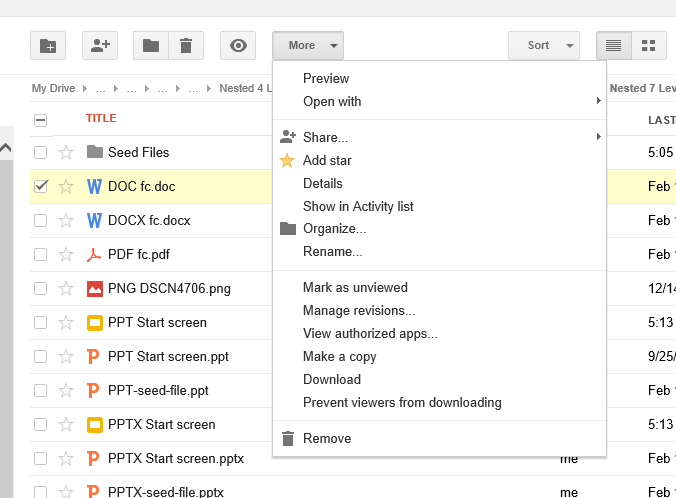 More
Sort
My Drive ... ... ... ... Nested 4 L
Nested 7 Lev
TITLE
LAST
Seed Files
5:05
DOC fc.doc
Feb
DOCX fc.docx
Feb
PDF fc.pdf
Feb
PNG DSCN4706.png
12/14
PPT Start screen
5:13
PPT Start screen.ppt
9/25/
PPT-seed-file.ppt
Feb
PPTX Start screen
5:13
PPTX Start screen.pptx
me
Feb
PPTX-seed-file.pptx
me
Feb
Preview
Open with
Share...
Add star
Details
Show in Activity list
Organize...
Rename...
Mark as unviewed
Manage revisions...
View authorized apps...
Make a copy
Download
Prevent viewers from downloading
Remove